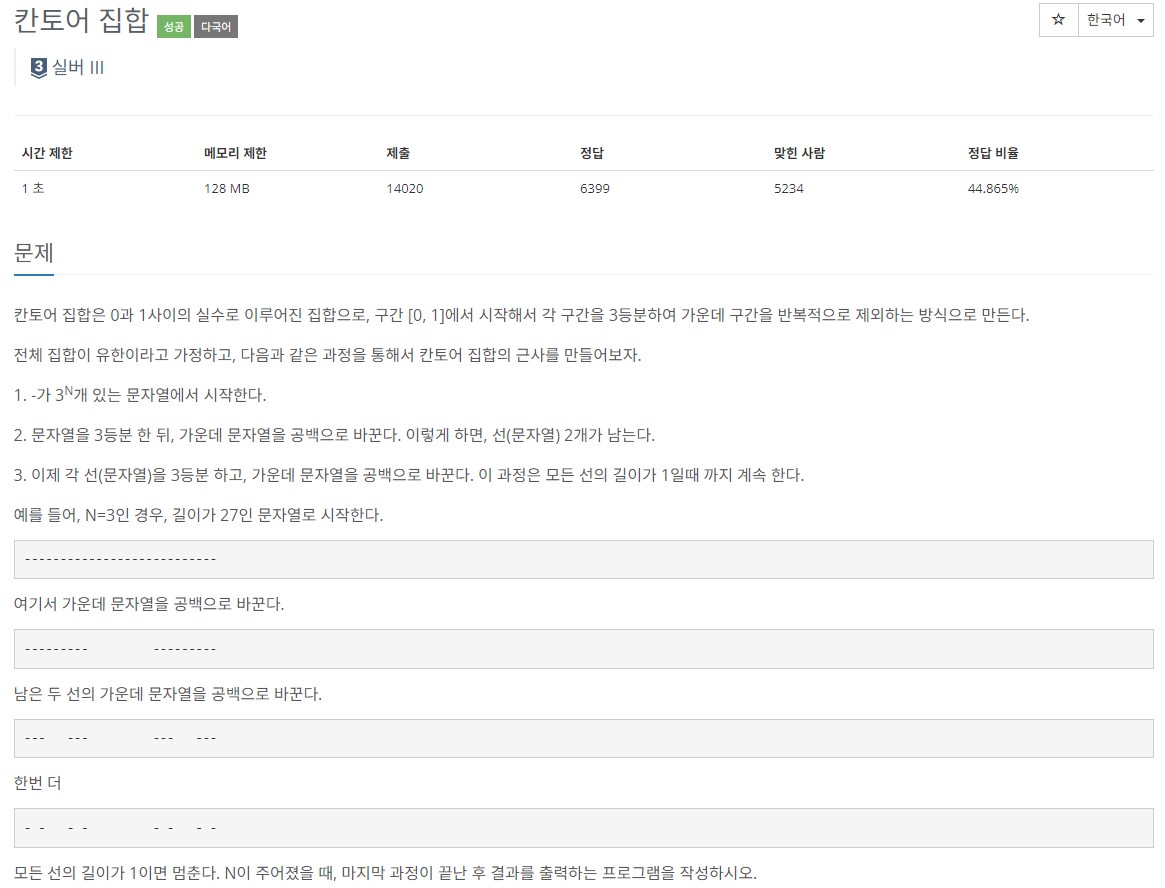 칸토어 집합 성공 다국어
☆ 한국어
3 실버 III
시간 제한 메모리 제한 제출 정답 맞힌 사람 정답 비율
1 초 128 MB 14020 6399 5234 44.865%
문제
칸토어 집합은 0과 1사이의 실수로 이루어진 집합으로, 구간 [0, 1]에서 시작해서 각 구간을 3등분하여 가운데 구간을 반복적으로 제외하는 방식으로 만든다.
전체 집합이 유한이라고 가정하고, 다음과 같은 과정을 통해서 칸토어 집합의 근사를 만들어보자.
1. -가 3ᴺ개 있는 문자열에서 시작한다.
2. 문자열을 3등분 한 뒤, 가운데 문자열을 공백으로 바꾼다. 이렇게 하면, 선(문자열) 2개가 남는다.
3. 이제 각 선(문자열)을 3등분 하고, 가운데 문자열을 공백으로 바꾼다. 이 과정은 모든 선의 길이가 1일때 까지 계속 한다.
예를 들어, N=3인 경우, 길이가 27인 문자열로 시작한다.
---------------------------
여기서 가운데 문자열을 공백으로 바꾼다.
---------         ---------
남은 두 선의 가운데 문자열을 공백으로 바꾼다.
---   ---         ---   ---
한번 더
- -   - -         - -   - -
모든 선의 길이가 1이면 멈춘다. N이 주어졌을 때, 마지막 과정이 끝난 후 결과를 출력하는 프로그램을 작성하시오.